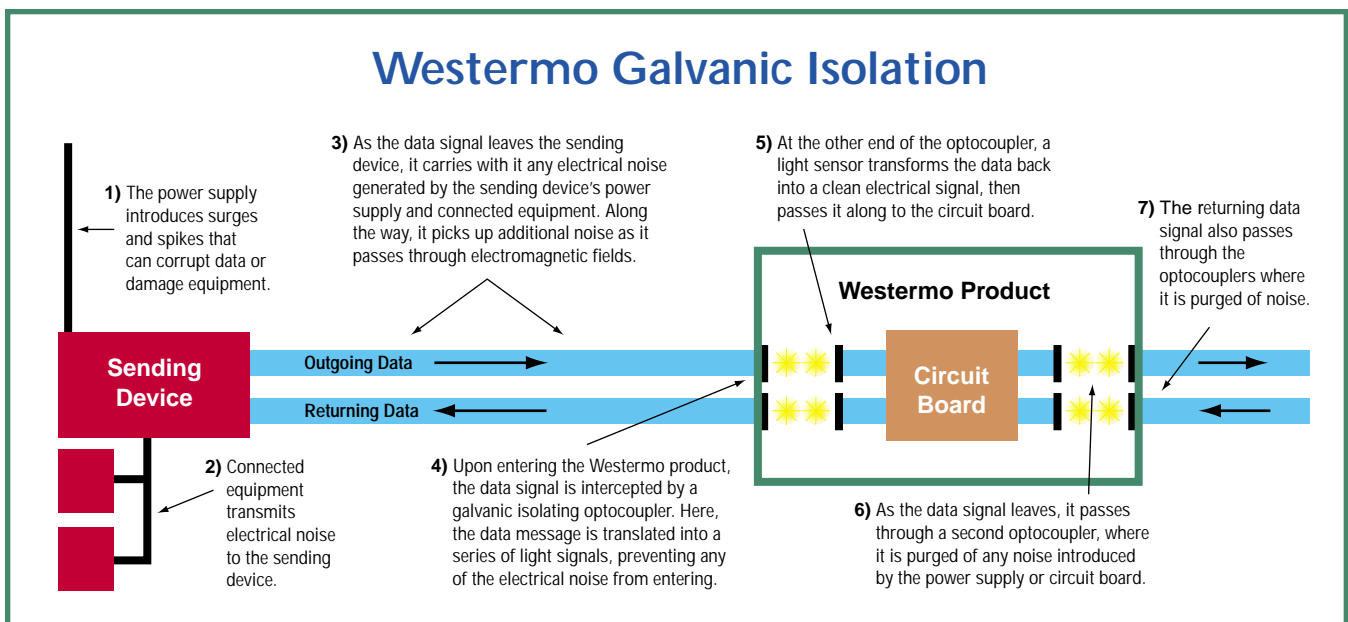 Westermo Galvanic Isolation
1) The power supply
introduces surges
and spikes that
can corrupt data or
damage equipment.
3) As the data signal leaves the sending
device, it carries with it any electrical noise
generated by the sending device's power
supply and connected equipment. Along
the way, it picks up additional noise as it
passes through electromagnetic fields.
5) At the other end of the optocoupler, a
light sensor transforms the data back
into a clean electrical signal, then
passes it along to the circuit board.
7) The returning data
signal also passes
through the
optocouplers where
it is purged of noise.
Westermo Product
Sending
Device
Outgoing Data
Returning Data
Circuit
Board
2) Connected
equipment
transmits
electrical noise
to the sending
device.
4) Upon entering the Westermo product,
the data signal is intercepted by a
galvanic isolating optocoupler. Here,
the data message is translated into a
series of light signals, preventing any
of the electrical noise from entering.
6) As the data signal leaves, it passes
through a second optocoupler, where
it is purged of any noise introduced
by the power supply or circuit board.